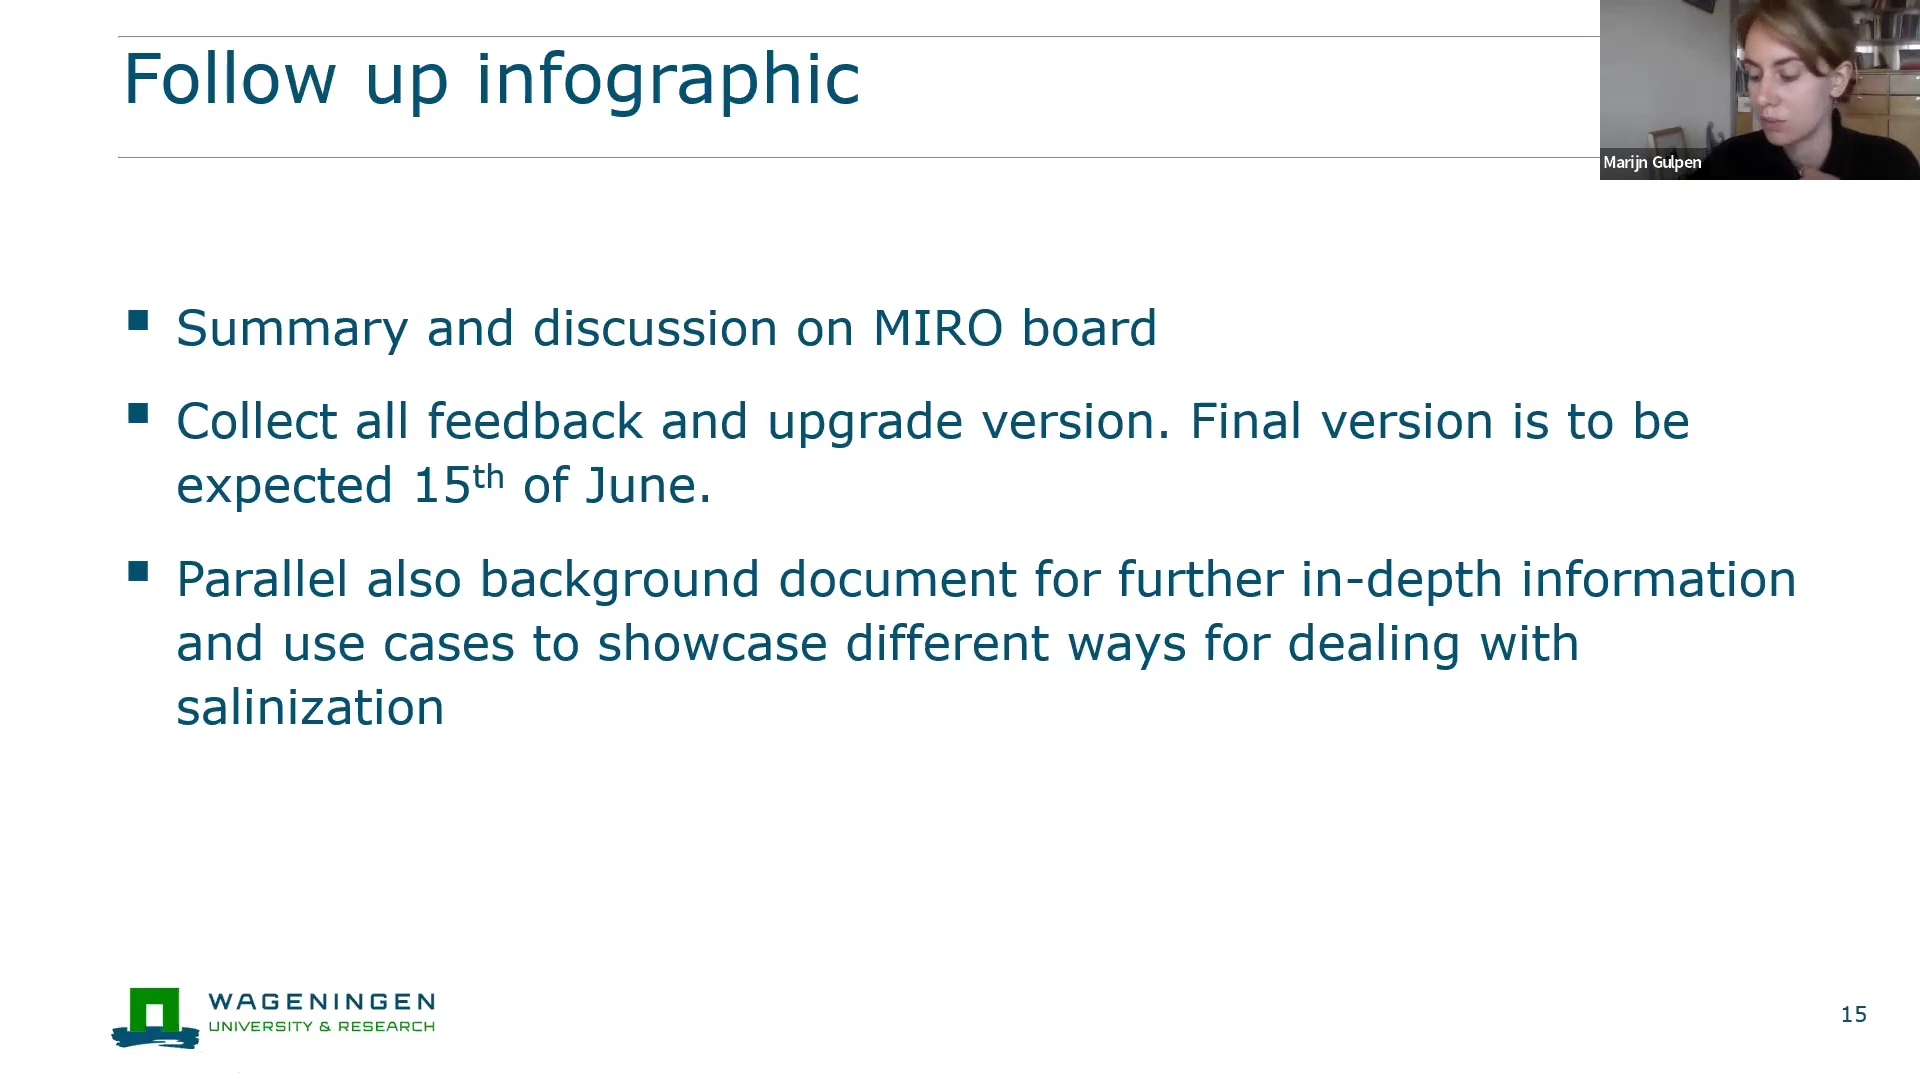 Follow up infographic
Marijn Gulpen
▪ Summary and discussion on MIRO board
▪ Collect all feedback and upgrade version. Final version is to be
expected 15th of June.
▪ Parallel also background document for further in-depth information
and use cases to showcase different ways for dealing with
salinization
WAGENINGEN
UNIVERSITY & RESEARCH
15